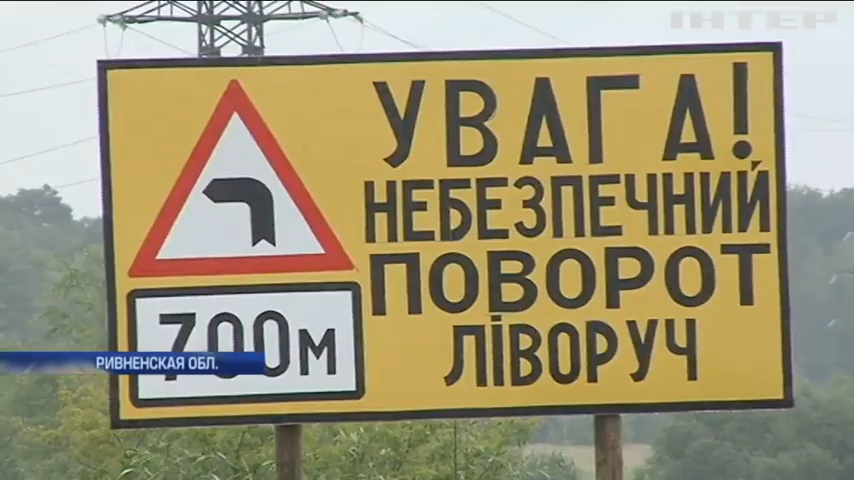 ІНТЕР
УВАГА!
НЕБЕЗПЕЧНИЙ
ПОВОРОТ
ЛІВОРУЧ
700м
РИВНЕНСКАЯ ОБЛ.